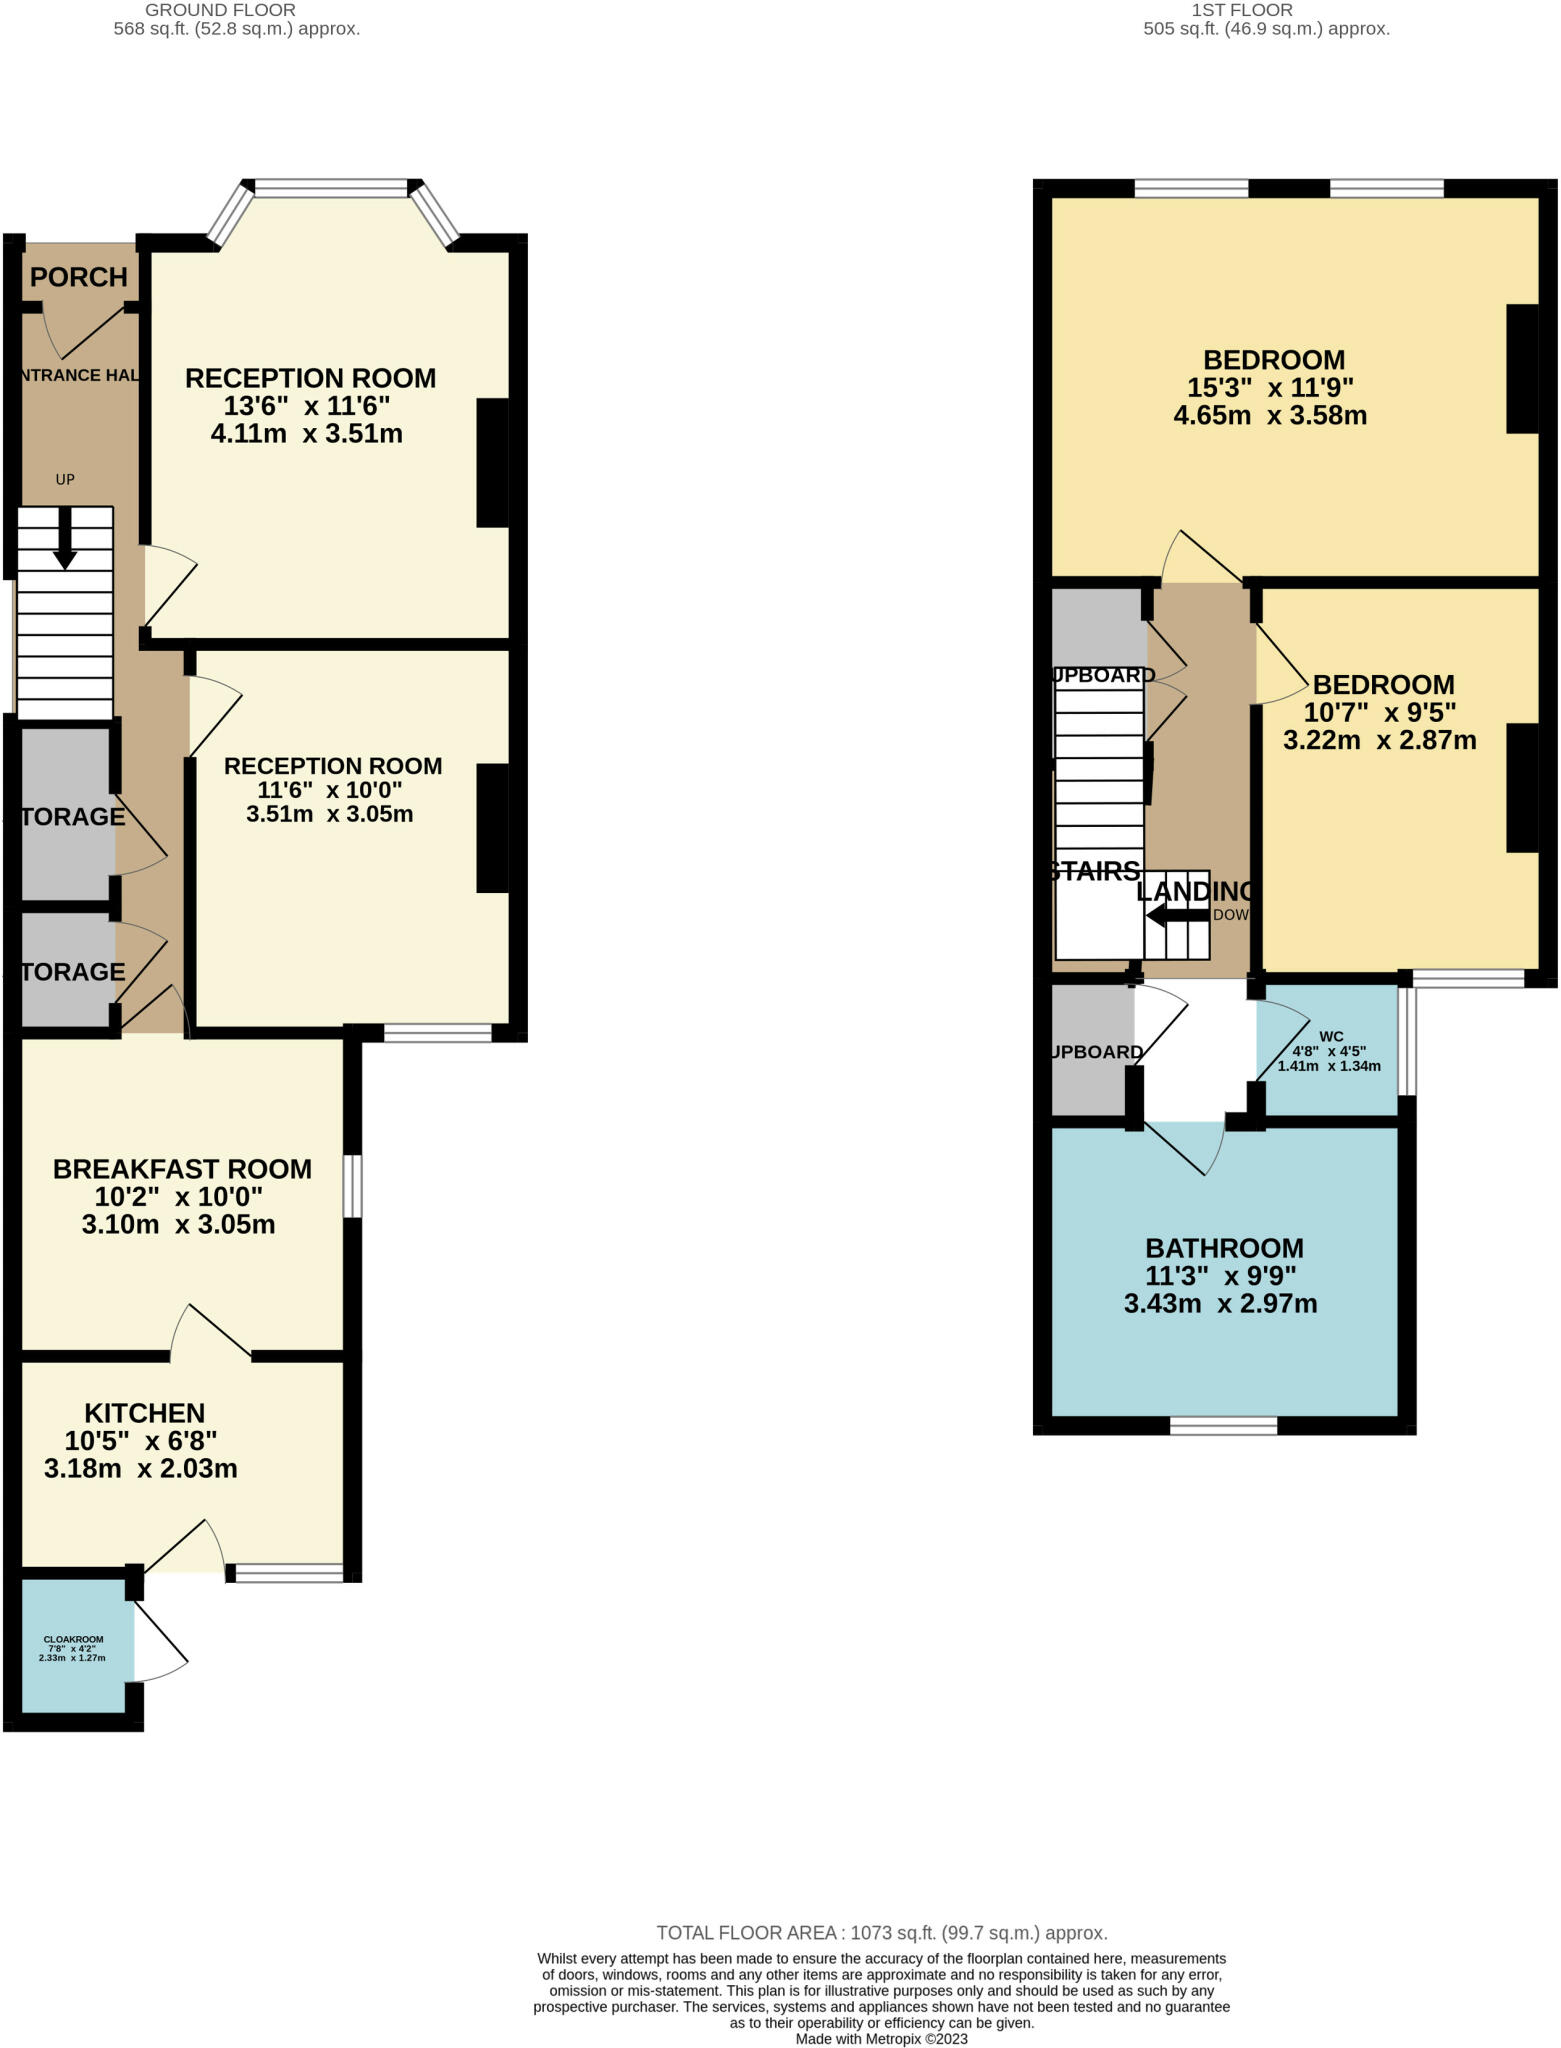 GROUND FLOOR
568 sq.ft. (52.8 sq.m.) approx.
PORCH
NTRANCE HAL
UP
RECEPTION ROOM
13'6" x 11'6"
4.11m x 3.51m
RECEPTION ROOM
11'6" x 10'0"
3.51m x 3.05m
TORAGE
TORAGE
BREAKFAST ROOM
10'2" x 10'0"
3.10m x 3.05m
KITCHEN
10'5" x 6'8"
3.18m x 2.03m
CLOAKROOM
7'8" x 4'2"
2.33m x 1.27m
1ST FLOOR
505 sq.ft. (46.9 sq.m.) approx.
BEDROOM
15'3" x 11'9"
4.65m x 3.58m
UPBOARD
BEDROOM
10'7" x 9'5"
3.22m x 2.87m
STAIRS
LANDING
DOW
UPBOARD
WC
4'8" x 4'5"
1.41m x 1.34m
BATHROOM
11'3" x 9'9"
3.43m x 2.97m
TOTAL FLOOR AREA : 1073 sq.ft. (99.7 sq.m.) approx.
Whilst every attempt has been made to ensure the accuracy of the floorplan contained here, measurements
of doors, windows, rooms and any other items are approximate and no responsibility is taken for any error,
omission or mis-statement. This plan is for illustrative purposes only and should be used as such by any
prospective purchaser. The services, systems and appliances shown have not been tested and no guarantee
as to their operability or efficiency can be given.
Made with Metropix ©2023